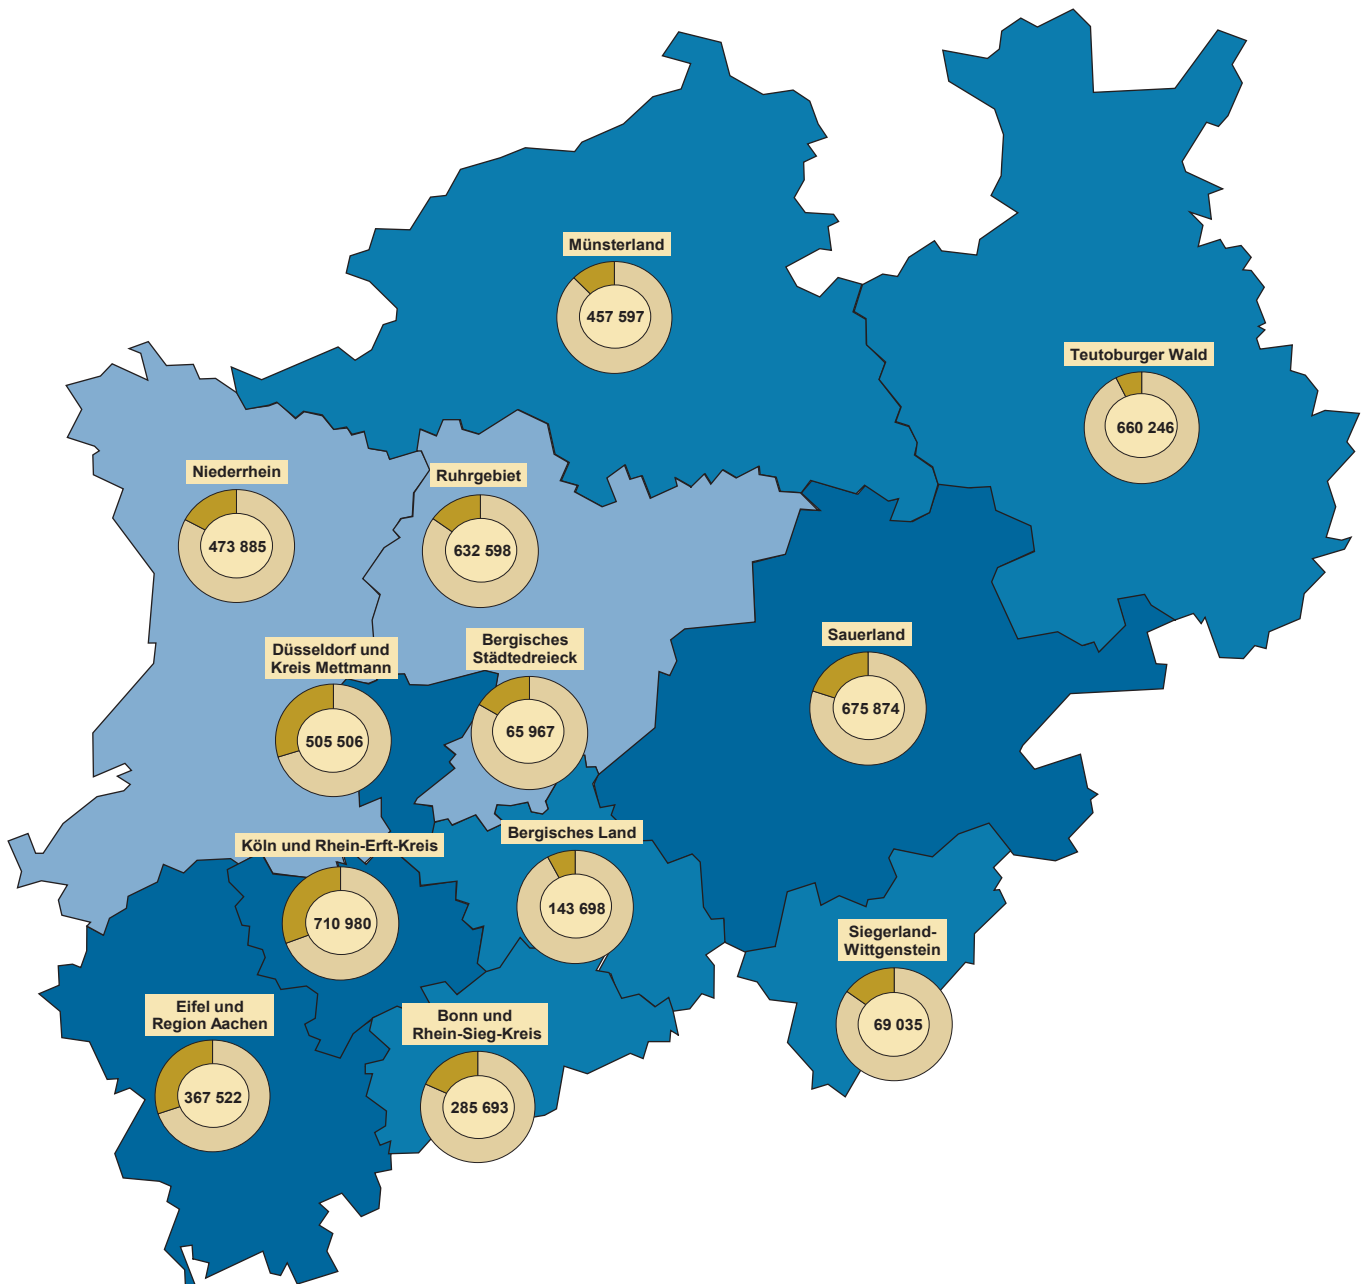 Münsterland
457 597
Teutoburger Wald
660 246
Niederrhein
473 885
Ruhrgebiet
632 598
Düsseldorf und
Kreis Mettmann
505 506
Bergisches
Städtedreieck
65 967
Sauerland
675 874
Köln und Rhein-Erft-Kreis
710 980
Bergisches Land
143 698
Siegerland-
Wittgenstein
69 035
Eifel und
Region Aachen
367 522
Bonn und
Rhein-Sieg-Kreis
285 693